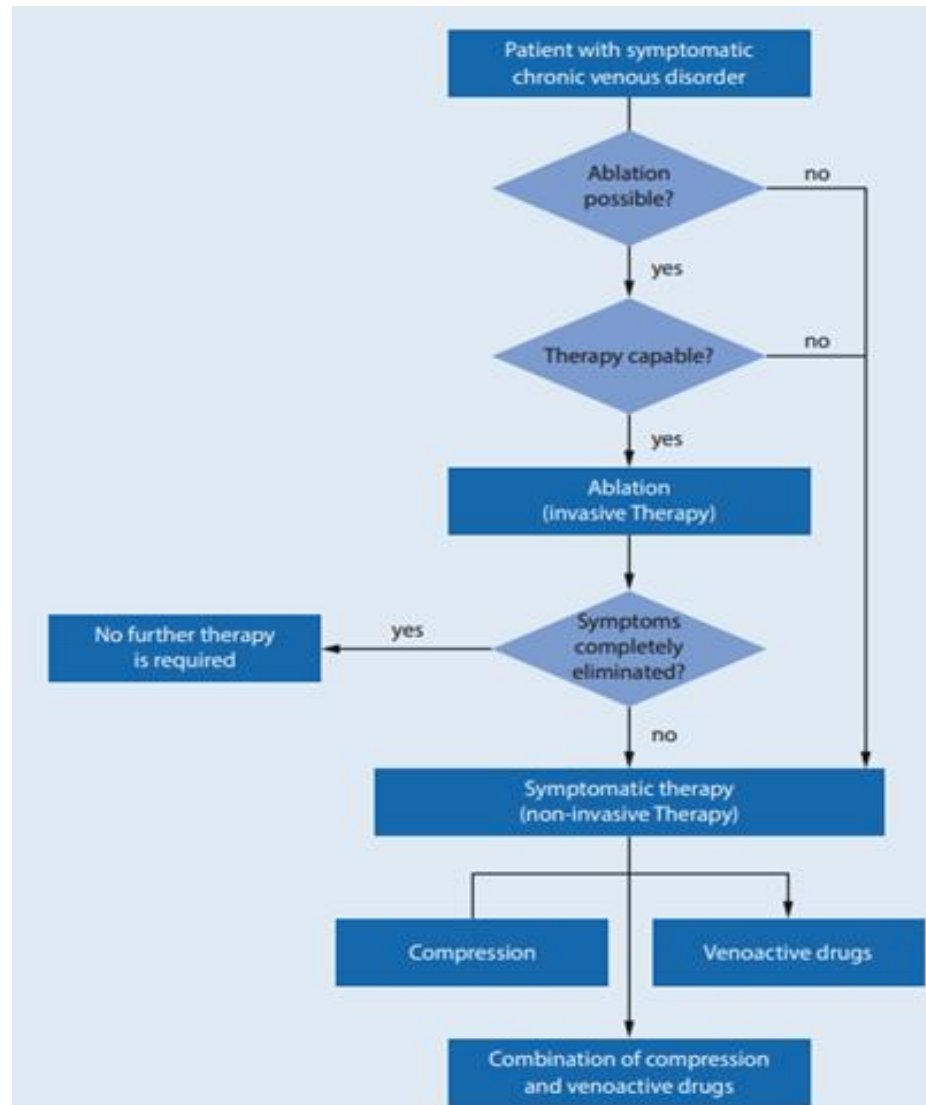 Patient with symptomatic
chronic venous disorder
Ablation
possible?
no
yes
Therapy capable?
no
yes
Ablation
(invasive Therapy)
Symptoms
completely
eliminated?
yes
No further therapy
is required
no
Symptomatic therapy
(non-invasive Therapy)
Compression
Venoactive drugs
Combination of compression
and venoactive drugs